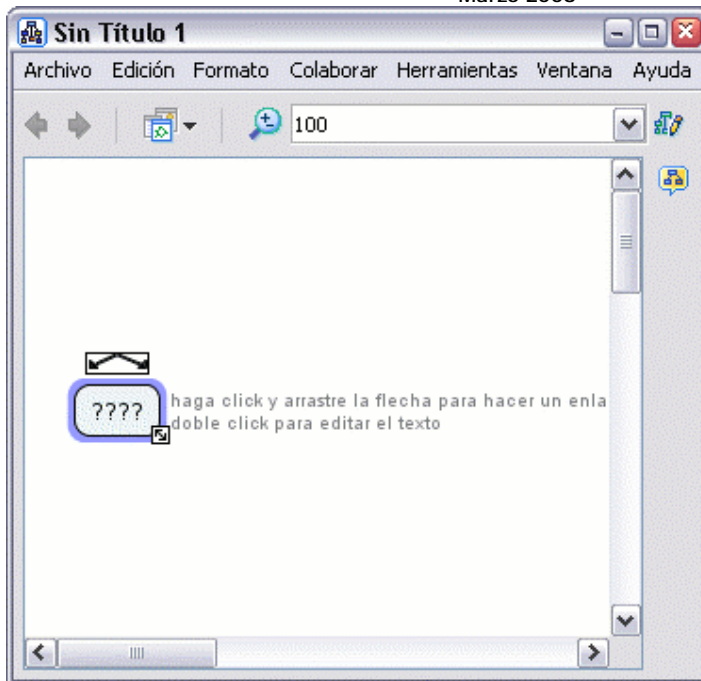 Sin Título 1
Archivo Edición Formato Colaborar Herramientas Ventana Ayuda
100
????
haga click y arrastre la flecha para hacer un enla
doble click para editar el texto